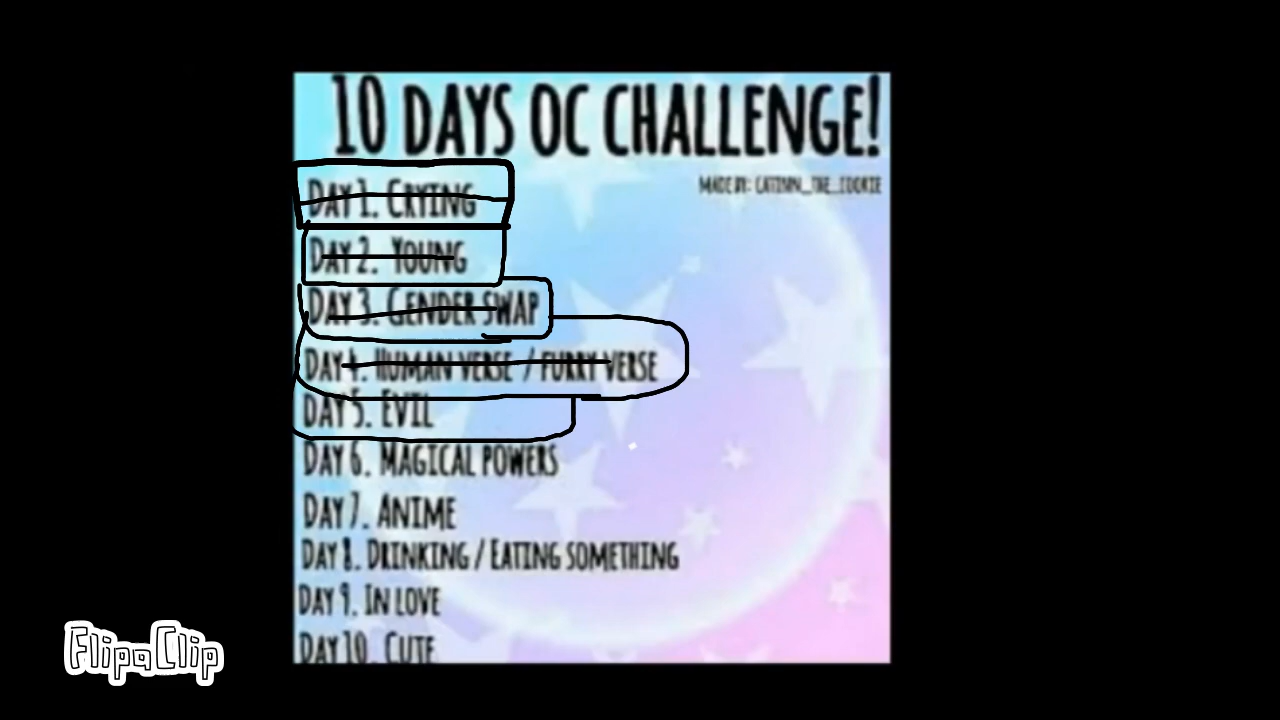 10 DAYS OC CHALLENGE!
MADE BY:
DAY 1. CRYING
DAY 2. YOUNG
DAY 3. GENDER SWAP
DAY 4. HUMAN VERSE / FURRY VERSE
DAY 5. EVIL
DAY 6. MAGICAL POWERS
DAY 7. ANIME
DAY 8. DRINKING / EATING SOMETHING
DAY 9. IN LOVE
DAY 10. CUTE
FlipaClip